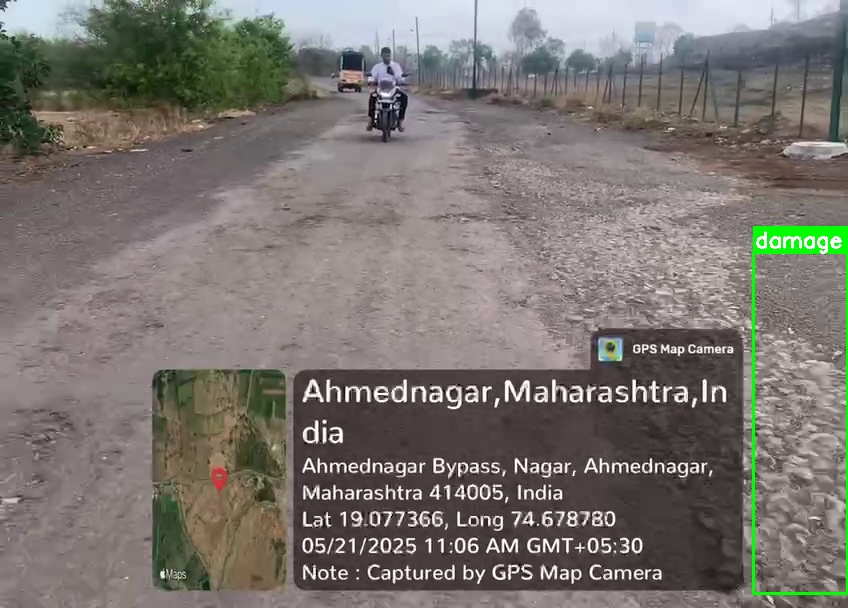 damage
GPS Map Camera
Ahmednagar,Maharashtra,In
dia
Ahmednagar Bypass, Nagar, Ahmednagar,
Maharashtra 414005, India
Lat 19.077366, Long 74.678780
05/21/2025 11:06 AM GMT+05:30
Note : Captured by GPS Map Camera
Maps